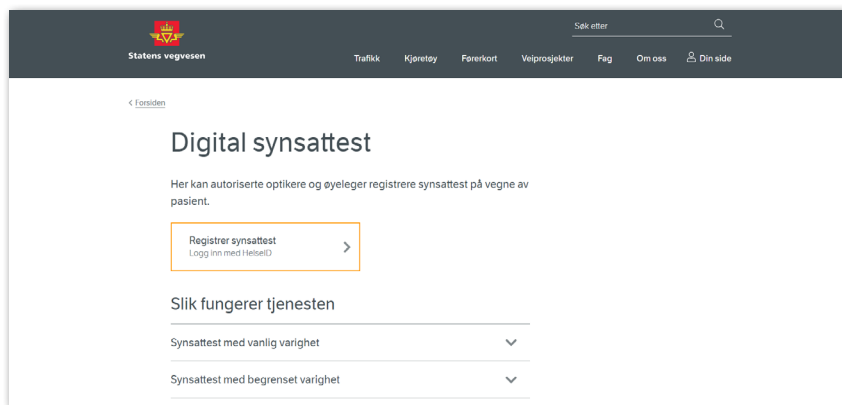 Søk etter
Statens vegvesen
Trafikk Kjøretøy Førerkort Veiprosjekter Fag Om oss Din side
< Forsiden
Digital synsattest
Her kan autoriserte optikere og øyeleger registrere synsattest på vegne av
pasient.
Registrer synsattest
Logg inn med HelseID
Slik fungerer tjenesten
Synsattest med vanlig varighet
Synsattest med begrenset varighet